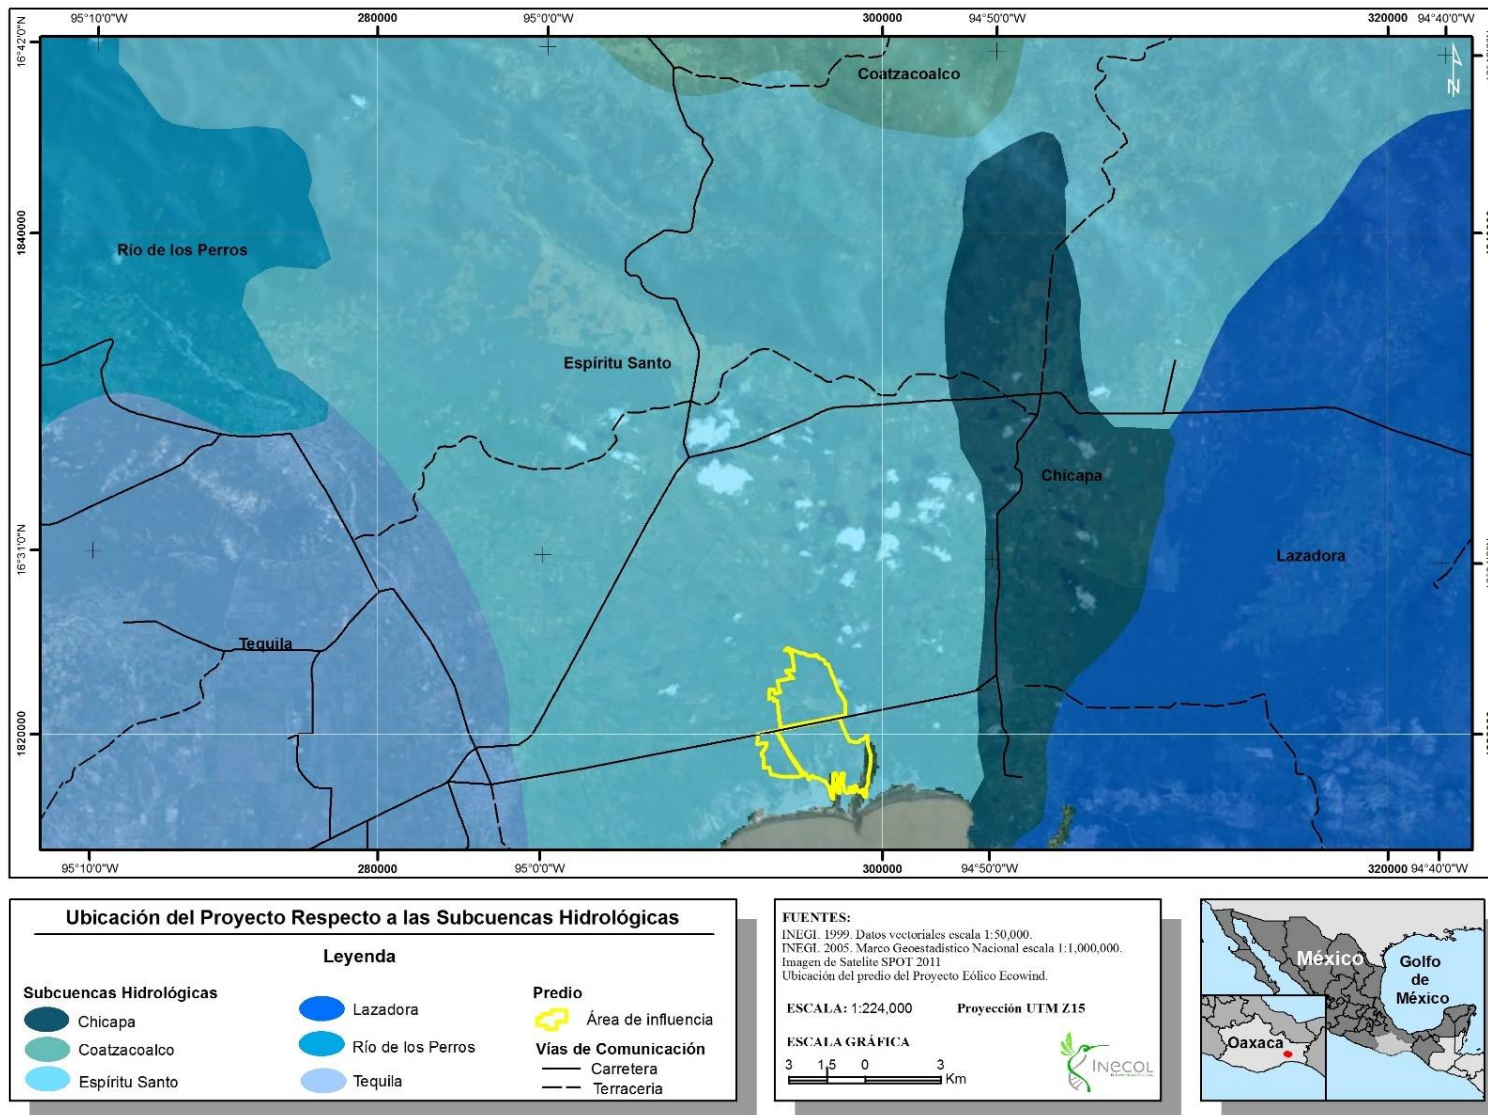 95°10'0"W
280000
95°0'0"W
300000
94°50'0"W
320000
94°40'0"W
16°42'0"N
Coatzacoalco
N
1840000
Río de los Perros
Espíritu Santo
Chicapa
16°31'0"N
Lazadora
Tequila
1820000
95°10'0"W
280000
95°0'0"W
300000
94°50'0"W
320000
94°40'0"W
Ubicación del Proyecto Respecto a las Subcuencas Hidrológicas
Leyenda
Subcuencas Hidrológicas
Chicapa
Coatzacoalco
Espíritu Santo
Lazadora
Río de los Perros
Tequila
Predio
Área de influencia
Vías de Comunicación
Carretera
Terraceria
FUENTES:
INEGI. 1999. Datos vectoriales escala 1:50,000.
INEGI. 2005. Marco Geoestadístico Nacional escala 1:1,000,000.
Imagen de Satelite SPOT 2011
Ubicación del predio del Proyecto Eólico Ecowind.
ESCALA: 1:224,000 Proyección UTM Z15
ESCALA GRÁFICA
3 1.5 0 3
Km
INECOL
México
Golfo
de
México
Oaxaca